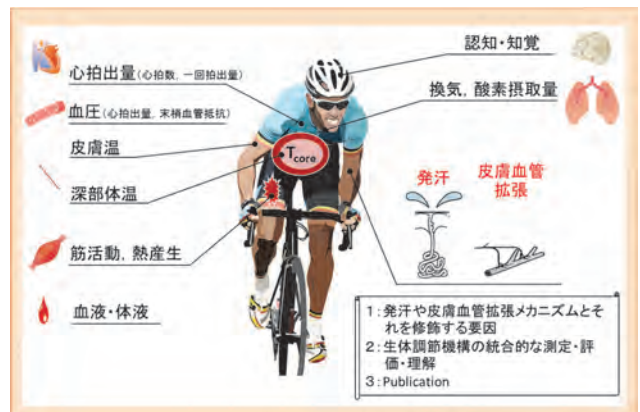 心拍出量(心拍数, 一回拍出量)
血圧(心拍出量, 末梢血管抵抗)
皮膚温
深部体温
筋活動, 熱産生
血液・体液
Tcore
認知・知覚
換気, 酸素摂取量
発汗
皮膚血管
拡張
1:発汗や皮膚血管拡張メカニズムとそ
れを修飾する要因
2:生体調節機構の統合的な測定・評
価・理解
3:Publication